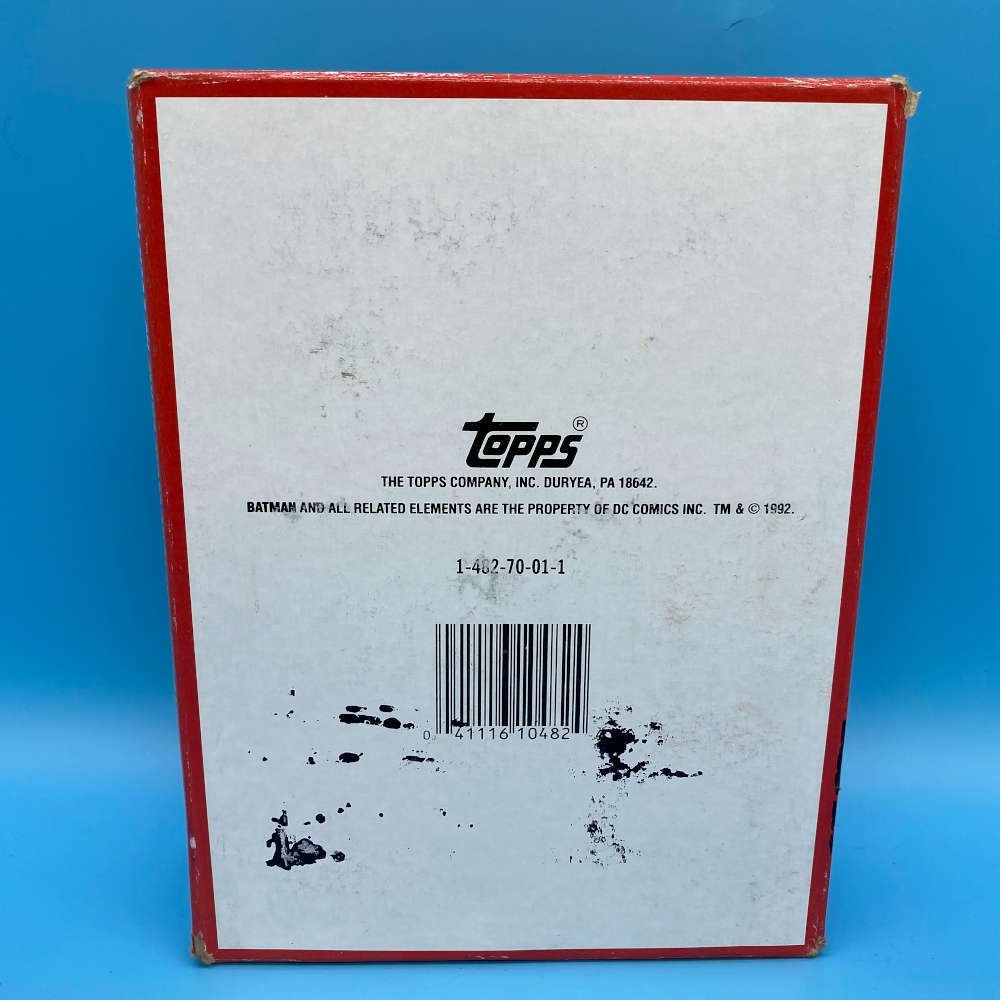 Topps®
THE TOPPS COMPANY, INC. DURYEA, PA 18642.
BATMAN AND ALL RELATED ELEMENTS ARE THE PROPERTY OF DC COMICS INC. TM & © 1992.
1-482-70-01-1
0 41116 10482